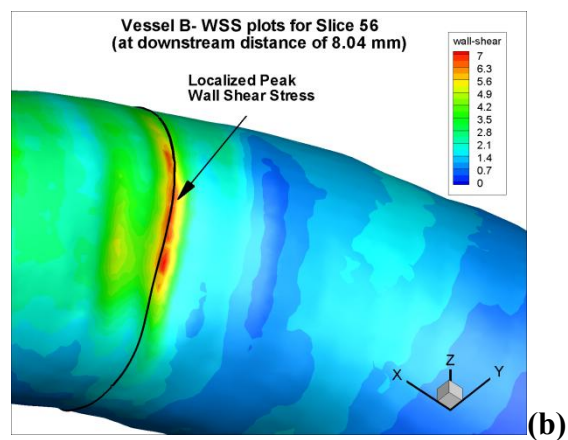 Vessel B- WSS plots for Slice 56
(at downstream distance of 8.04 mm)
Localized Peak
Wall Shear Stress
wall-shear
7
6.3
5.6
4.9
4.2
3.5
2.8
2.1
1.4
0.7
0
X
Z
Y
(b)